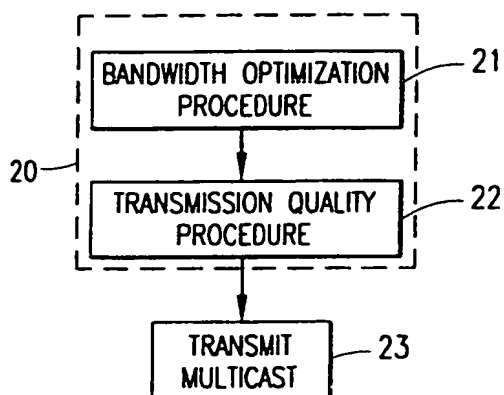 BANDWIDTH OPTIMIZATION
PROCEDURE
21
20
TRANSMISSION QUALITY
PROCEDURE
22
TRANSMIT
MULTICAST
23